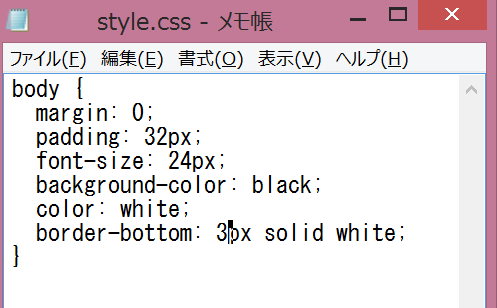 style.css - メモ帳
ファイル(F) 編集(E) 書式(O) 表示(V) ヘルプ(H)
body {
  margin: 0;
  padding: 32px;
  font-size: 24px;
  background-color: black;
  color: white;
  border-bottom: 3px solid white;
}